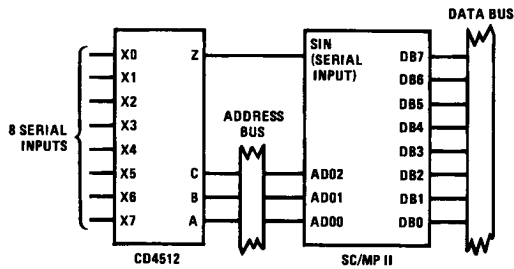 DATA BUS
X0
X1
X2
X3
X4
X5
X6
X7
8 SERIAL
INPUTS
Z
C
B
A
CD4512
ADDRESS
BUS
SIN
(SERIAL
INPUT)
AD02
AD01
AD00
DB7
DB6
DB5
DB4
DB3
DB2
DB1
DB0
SC/MP II